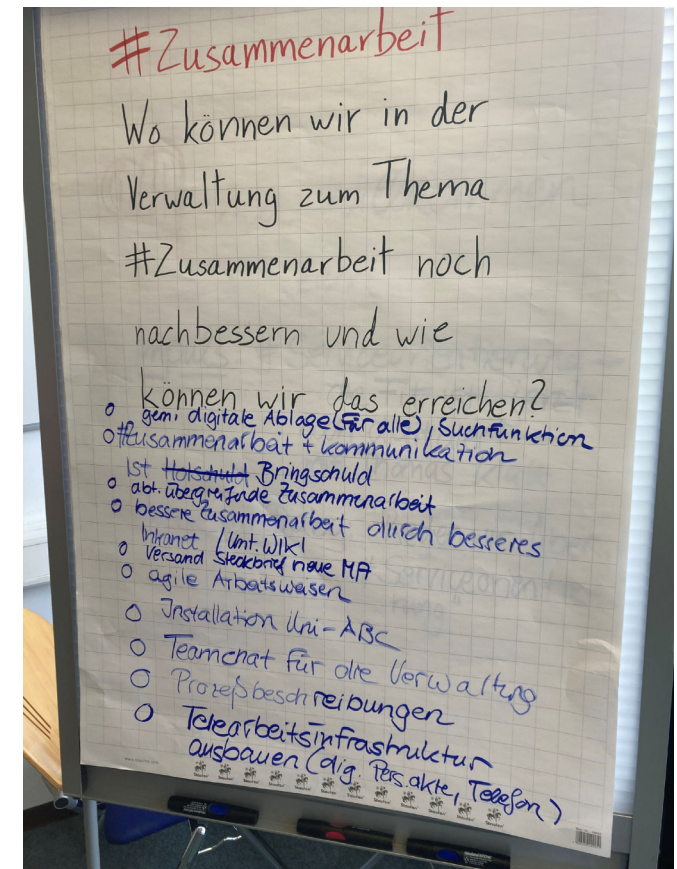 #Zusammenarbeit
Wo können wir in der
Verwaltung zum Thema
#Zusammenarbeit noch
nachbessern und wie
können wir das erreichen?
o gem. digitale Ablage (für alle), Suchfunktion
o #Zusammenarbeit + Kommunikation
ist Holschuld Bringschuld
o abt. übergreifende Zusammenarbeit
o bessere Zusammenarbeit durch besseres
Intranet / WIKI
o Versand Steckbrief neue MA
o agile Arbeitsweisen
o Installation Uni-ABC
o Teamchat für die Verwaltung
o Prozeßbeschreibungen
o Telearbeitsinfrastruktur
ausbauen (dig. Pers.akte, Telefon)